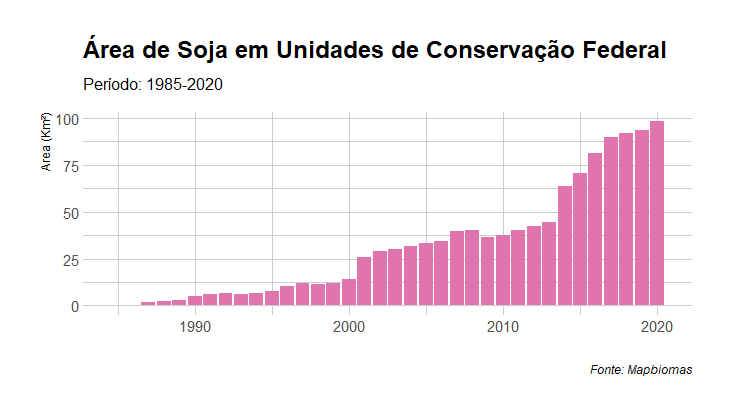 Área de Soja em Unidades de Conservação Federal
Período: 1985-2020
Area (Km²)
100
75
50
25
0
1990
2000
2010
2020
Fonte: Mapbiomas